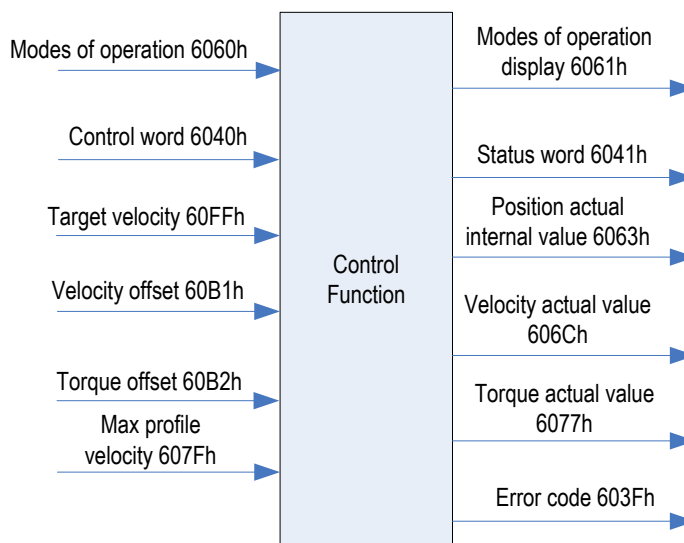 Modes of operation 6060h
Control word 6040h
Target velocity 60FFh
Velocity offset 60B1h
Torque offset 60B2h
Max profile
velocity 607Fh
Control
Function
Modes of operation
display 6061h
Status word 6041h
Position actual
internal value 6063h
Velocity actual value
606Ch
Torque actual value
6077h
Error code 603Fh